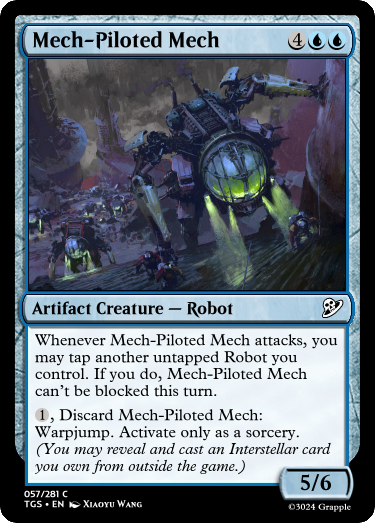 Mech-Piloted Mech 4
Artifact Creature — Robot
Whenever Mech-Piloted Mech attacks, you
may tap another untapped Robot you
control. If you do, Mech-Piloted Mech
can't be blocked this turn.
1, Discard Mech-Piloted Mech:
Warpjump. Activate only as a sorcery.
(You may reveal and cast an Interstellar card
you own from outside the game.)
5/6
057/281 C
TGS • EN Xiaoyu Wang
©3024 Grapple